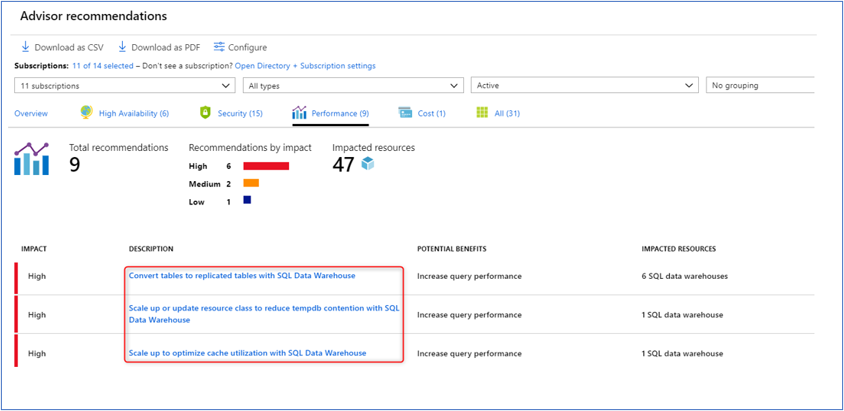 Advisor recommendations
Download as CSV Download as PDF Configure
Subscriptions: 11 of 14 selected – Don't see a subscription? Open Directory + Subscription settings
11 subscriptions All types Active No grouping
Overview High Availability (6) Security (15) Performance (9) Cost (1) All (31)
Total recommendations Recommendations by impact Impacted resources
9 High 6 47
Medium 2
Low 1
IMPACT DESCRIPTION POTENTIAL BENEFITS IMPACTED RESOURCES
High Convert tables to replicated tables with SQL Data Warehouse Increase query performance 6 SQL data warehouses
High Scale up or update resource class to reduce tempdb contention with SQL Increase query performance 1 SQL data warehouse
Data Warehouse
High Scale up to optimize cache utilization with SQL Data Warehouse Increase query performance 1 SQL data warehouse